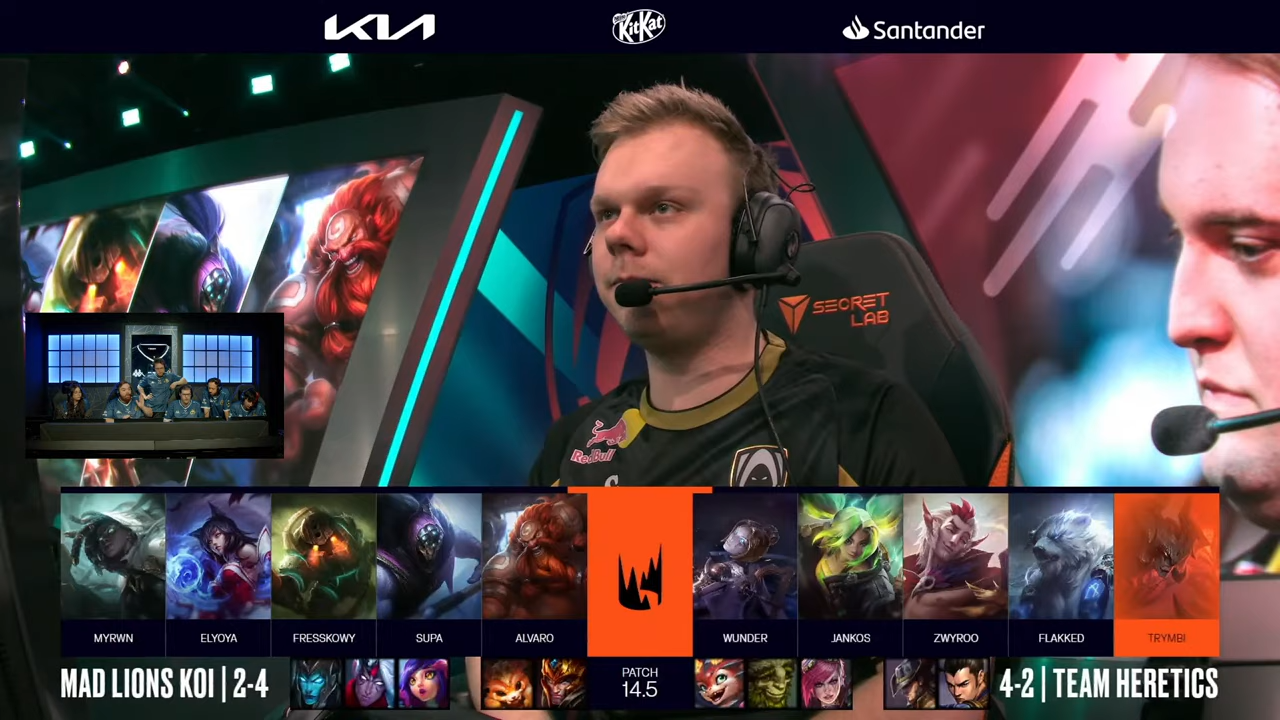 KIA
KitKat
Santander
SECRET
LAB
Red Bull
MYRWN
ELYOYA
FRESSKOWY
SUPA
ALVARO
WUNDER
JANKOS
ZWYROO
FLAKKED
TRYMBI
MAD LIONS KOI | 2-4
PATCH
14.5
4-2 | TEAM HERETICS